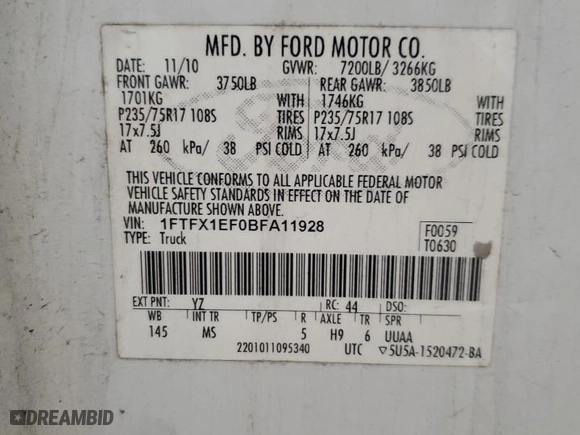 MFD. BY FORD MOTOR CO.
DATE: 11/10 GVWR: 7200LB/ 3266KG
FRONT GAWR: 3750LB REAR GAWR: 3850LB
1701KG WITH 1746KG WITH
P235/75R17 108S TIRES P235/75R17 108S TIRES
17x7.5J RIMS 17x7.5J RIMS
AT 260 kPa/ 38 PSI COLD AT 260 kPa/ 38 PSI COLD
THIS VEHICLE CONFORMS TO ALL APPLICABLE FEDERAL MOTOR
VEHICLE SAFETY STANDARDS IN EFFECT ON THE DATE OF
MANUFACTURE SHOWN ABOVE.
VIN: 1FTFX1EF0BFA11928 F0059
TYPE: Truck T0630
EXT PNT: YZ RC: 44 DSO:
WB INT TR TP/PS R AXLE TR SPR
145 MS 5 H9 6 UUAA
2201011095340 UTC ▽5U5A-1520472-BA
DREAMBID